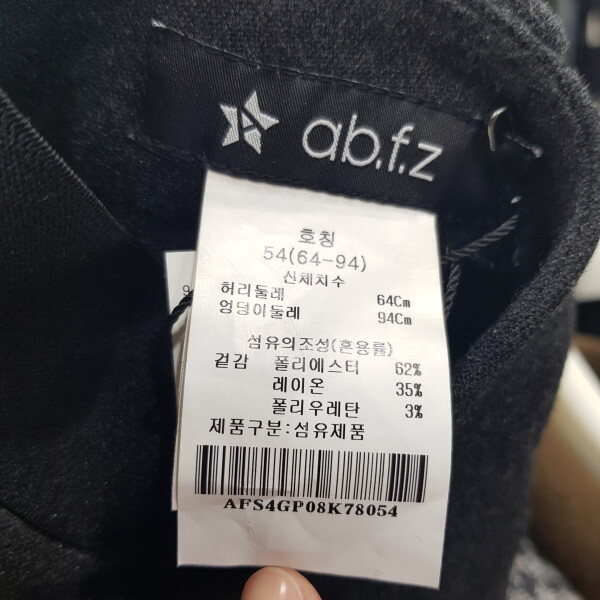 ab.f.z
호칭
54(64-94)
신체치수
허리둘레 64Cm
엉덩이둘레 94Cm
섬유의조성(혼용률)
겉감 폴리에스터 62%
레이온 35%
폴리우레탄 3%
제품구분:섬유제품
AFS4GP08K78054